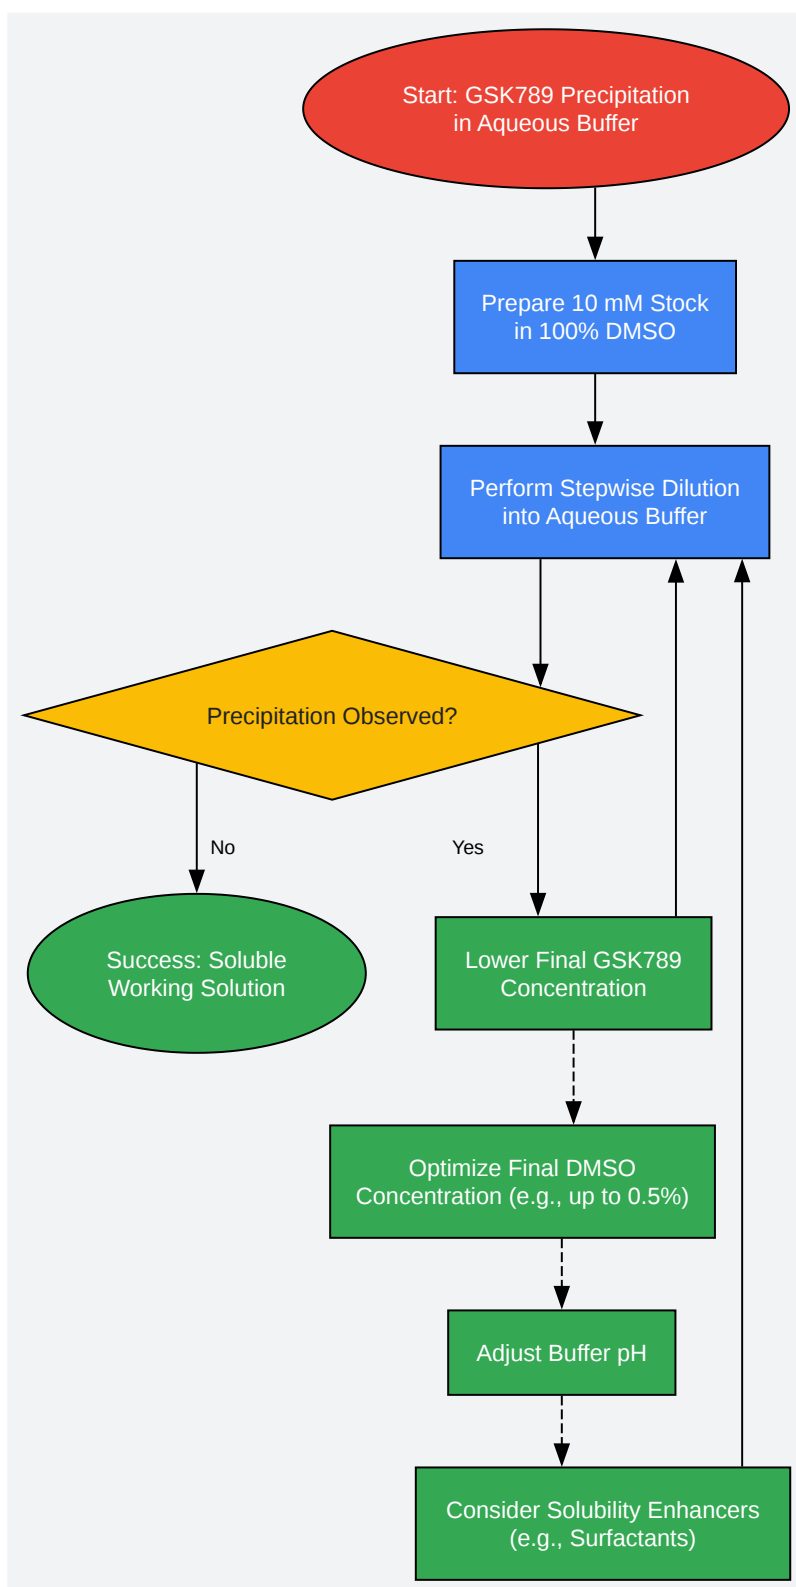 Start: GSK789 Precipitation
in Aqueous Buffer
Prepare 10 mM Stock
in 100% DMSO
Perform Stepwise Dilution
into Aqueous Buffer
Precipitation Observed?
No
Yes
Success: Soluble
Working Solution
Lower Final GSK789
Concentration
Optimize Final DMSO
Concentration (e.g., up to 0.5%)
Adjust Buffer pH
Consider Solubility Enhancers
(e.g., Surfactants)